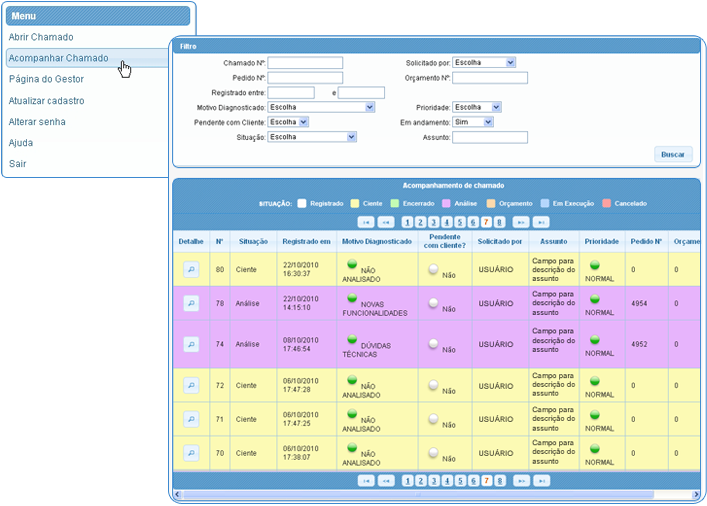 Menu
Abrir Chamado
Acompanhar Chamado
Página do Gestor
Atualizar cadastro
Alterar senha
Ajuda
Sair
Filtro
Chamado Nº: Solicitado por: Escolha
Pedido Nº: Orçamento Nº:
Registrado entre: e
Motivo Diagnosticado: Escolha Prioridade: Escolha
Pendente com Cliente: Escolha Em andamento: Sim
Situação: Escolha Assunto:
Buscar
Acompanhamento de chamado
SITUAÇÃO: Registrado Ciente Encerrado Análise Orçamento Em Execução Cancelado
1 2 3 4 5 6 7 8
Detalhe Nº Situação Registrado em Motivo Diagnosticado Pendente com cliente? Solicitado por Assunto Prioridade Pedido Nº Orçame
80 Ciente 22/10/2010 16:30:37 NÃO ANALISADO Não USUÁRIO Campo para descrição do assunto NORMAL 0 0
78 Análise 22/10/2010 14:15:10 NOVAS FUNCIONALIDADES Não USUÁRIO Campo para descrição do assunto NORMAL 4954 0
74 Análise 08/10/2010 17:46:54 DÚVIDAS TÉCNICAS Não USUÁRIO Campo para descrição do assunto NORMAL 4952 0
72 Ciente 06/10/2010 17:47:28 NÃO ANALISADO Não USUÁRIO Campo para descrição do assunto NORMAL 0 0
71 Ciente 06/10/2010 17:47:25 NÃO ANALISADO Não USUÁRIO Campo para descrição do assunto NORMAL 0 0
70 Ciente 06/10/2010 17:38:07 NÃO ANALISADO Não USUÁRIO Campo para descrição do assunto NORMAL 0 0
1 2 3 4 5 6 7 8